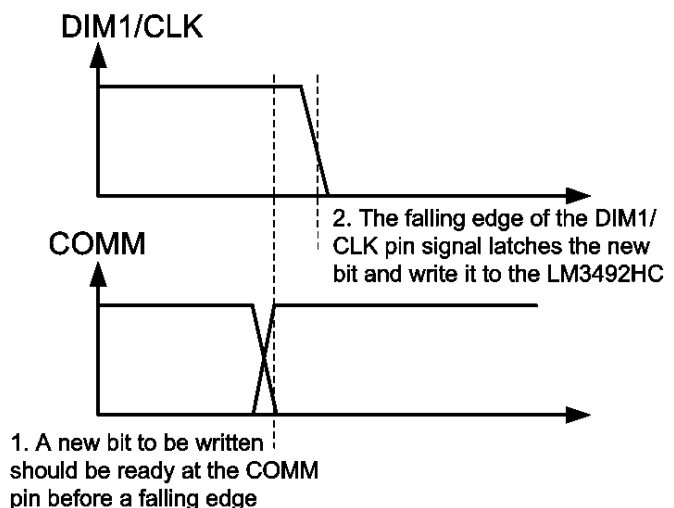 DIM1/CLK
2. The falling edge of the DIM1/
CLK pin signal latches the new
bit and write it to the LM3492HC
COMM
1. A new bit to be written
should be ready at the COMM
pin before a falling edge